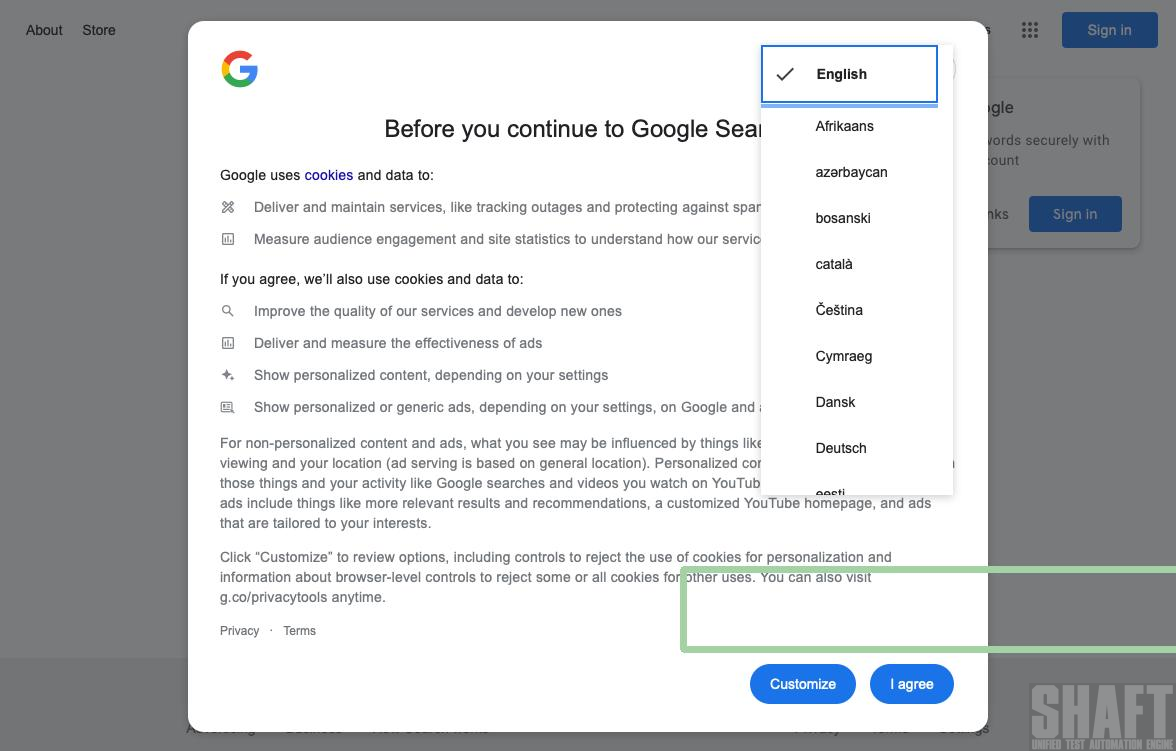 About Store
Sign in
English
Afrikaans
azərbaycan
bosanski
català
Čeština
Cymraeg
Dansk
Deutsch
eesti
Before you continue to Google Sear
Google uses cookies and data to:
Deliver and maintain services, like tracking outages and protecting against spam
Measure audience engagement and site statistics to understand how our service
If you agree, we’ll also use cookies and data to:
Improve the quality of our services and develop new ones
Deliver and measure the effectiveness of ads
Show personalized content, depending on your settings
Show personalized or generic ads, depending on your settings, on Google and a
For non-personalized content and ads, what you see may be influenced by things like
viewing and your location (ad serving is based on general location). Personalized con
those things and your activity like Google searches and videos you watch on YouTub
ads include things like more relevant results and recommendations, a customized YouTube homepage, and ads
that are tailored to your interests.
Click “Customize” to review options, including controls to reject the use of cookies for personalization and
information about browser-level controls to reject some or all cookies for other uses. You can also visit
g.co/privacytools anytime.
Privacy · Terms
Customize I agree
ogle
words securely with
count
nks Sign in
SHAFT
UNIFIED TEST AUTOMATION ENGINE